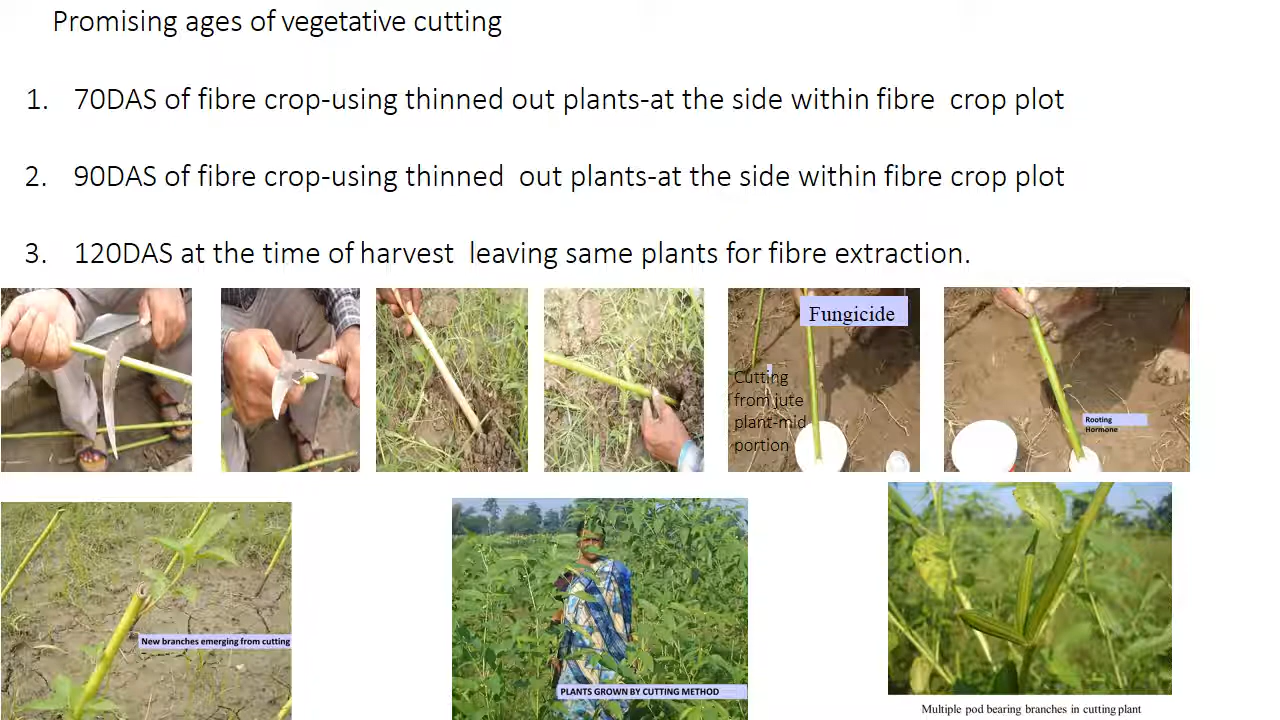 Promising ages of vegetative cutting
1. 70DAS of fibre crop-using thinned out plants-at the side within fibre crop plot
2. 90DAS of fibre crop-using thinned out plants-at the side within fibre crop plot
3. 120DAS at the time of harvest leaving same plants for fibre extraction.
Fungicide
Cutting
from jute
plant-mid
portion
Rooting
Hormone
New branches emerging from cutting
PLANTS GROWN BY CUTTING METHOD
Multiple pod bearing branches in cutting plant